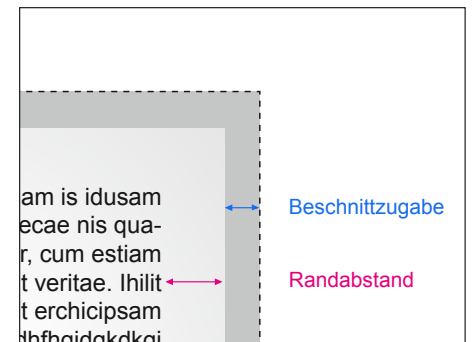 am is idusam
ecae nis qua-
r, cum estiam
t veritae. Ihilit
t erchicipsam
Beschnittzugabe
Randabstand